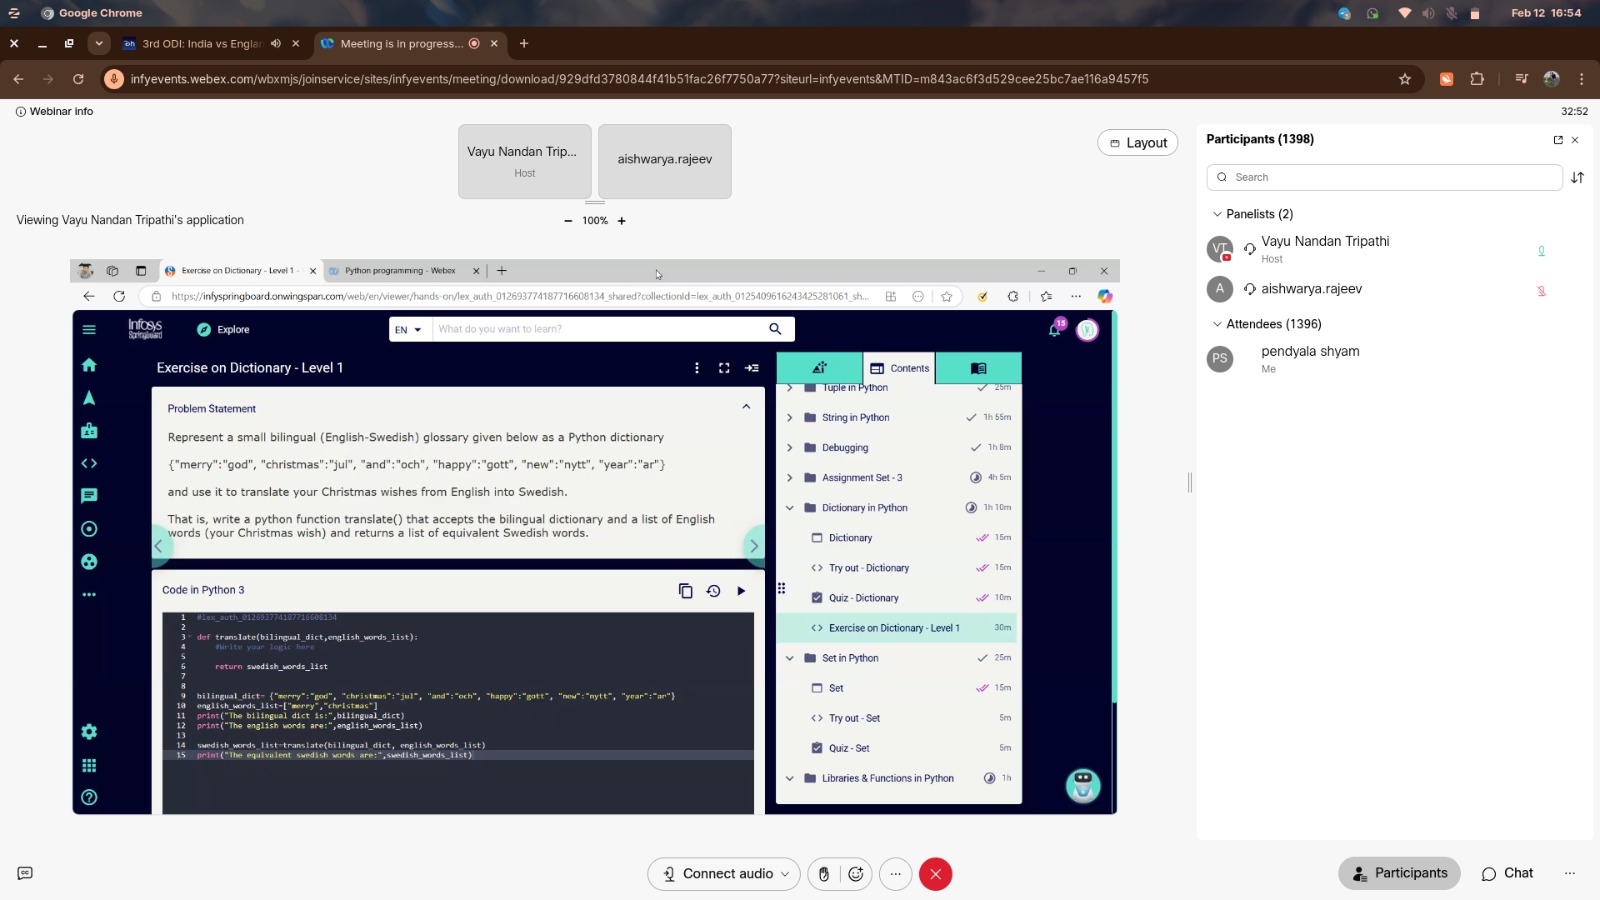 Google Chrome
Feb 12 16:54
3rd ODI: India vs Englan
Meeting is in progress...
infyevents.webex.com/wbxmjs/joinservice/sites/infyevents/meeting/download/929dfd3780844f41b51fac26f7750a77?siteurl=infyevents&MTID=m843ac6f3d529cee25bc7ae116a9457f5
Webinar info
32:52
Vayu Nandan Trip...
Host
aishwarya.rajeev
Layout
Viewing Vayu Nandan Tripathi's application
100%
Participants (1398)
Search
Panelists (2)
VT
Vayu Nandan Tripathi
Host
A
aishwarya.rajeev
Attendees (1396)
PS
pendyala shyam
Me
Exercise on Dictionary - Level 1 -
Python programming - Webex
https://infyspringboard.onwingspan.com/web/en/viewer/hands-on/lex_auth_012693774187716608134_shared?collectionId=lex_auth_0125409616243425281061_sh...
Infosys
Springboard
Explore
EN
What do you want to learn?
15
Exercise on Dictionary - Level 1
Problem Statement
Represent a small bilingual (English-Swedish) glossary given below as a Python dictionary
{"merry":"god", "christmas":"jul", "and":"och", "happy":"gott", "new":"nytt", "year":"ar"}
and use it to translate your Christmas wishes from English into Swedish.
That is, write a python function translate() that accepts the bilingual dictionary and a list of English
words (your Christmas wish) and returns a list of equivalent Swedish words.
Code in Python 3
1 #lex_auth_012693774187716608134
2
3 def translate(bilingual_dict,english_words_list):
4 #Write your logic here
5
6 return swedish_words_list
7
8
9 bilingual_dict= {"merry":"god", "christmas":"jul", "and":"och", "happy":"gott", "new":"nytt", "year":"ar"}
10 english_words_list=["merry","christmas"]
11 print("The bilingual dict is:",bilingual_dict)
12 print("The english words are:",english_words_list)
13
14 swedish_words_list=translate(bilingual_dict, english_words_list)
15 print("The equivalent swedish words are:",swedish_words_list)
Contents
Tuple in Python 25m
String in Python 1h 55m
Debugging 1h 8m
Assignment Set - 3 4h 5m
Dictionary in Python 1h 10m
Dictionary 15m
Try out - Dictionary 15m
Quiz - Dictionary 10m
Exercise on Dictionary - Level 1 30m
Set in Python 25m
Set 15m
Try out - Set 5m
Quiz - Set 5m
Libraries & Functions in Python 1h
Connect audio
Participants
Chat